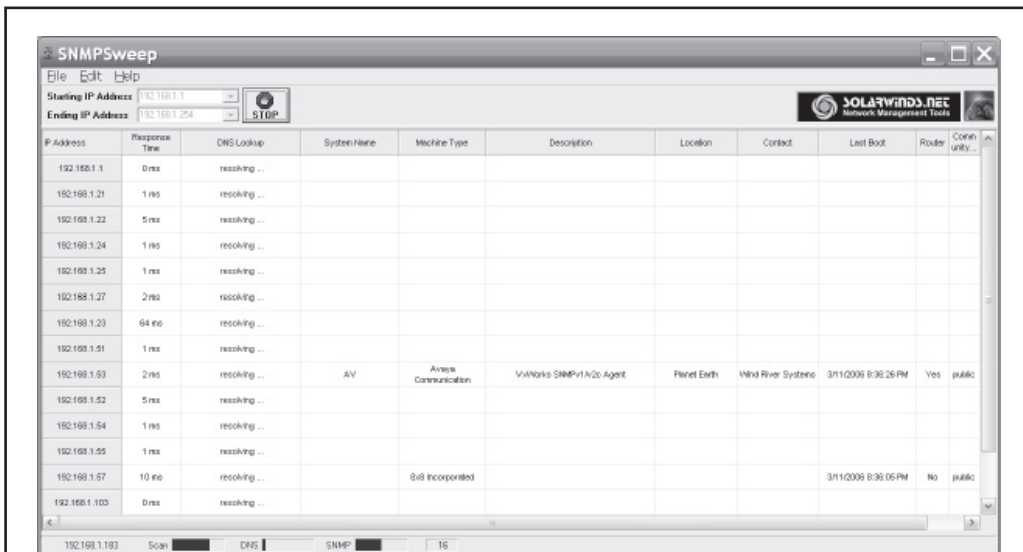 SNMPSweep
File Edit Help
Starting IP Address 192.168.1.1
Ending IP Address 192.168.1.254
STOP
SOLARWINDS.NET
Network Management Tools
IP Address Response Time DNS Lookup System Name Machine Type Description Location Contact Last Boot Router Comm unity...
192.168.1.1 0 ms resolving ...
192.168.1.21 1 ms resolving ...
192.168.1.22 5 ms resolving ...
192.168.1.24 1 ms resolving ...
192.168.1.25 1 ms resolving ...
192.168.1.27 2 ms resolving ...
192.168.1.23 64 ms resolving ...
192.168.1.51 1 ms resolving ...
192.168.1.53 2 ms resolving ... AV Avaya Communication VxWorks SNMPv1/v2c Agent Planet Earth Wind River Systems 3/11/2006 8:36:26 PM Yes public
192.168.1.52 5 ms resolving ...
192.168.1.54 1 ms resolving ...
192.168.1.55 1 ms resolving ...
192.168.1.57 10 ms resolving ... 8x8 Incorporated 3/11/2006 8:36:05 PM No public
192.168.1.103 0 ms resolving ...
192.168.1.183 Scan DNS SNMP 16